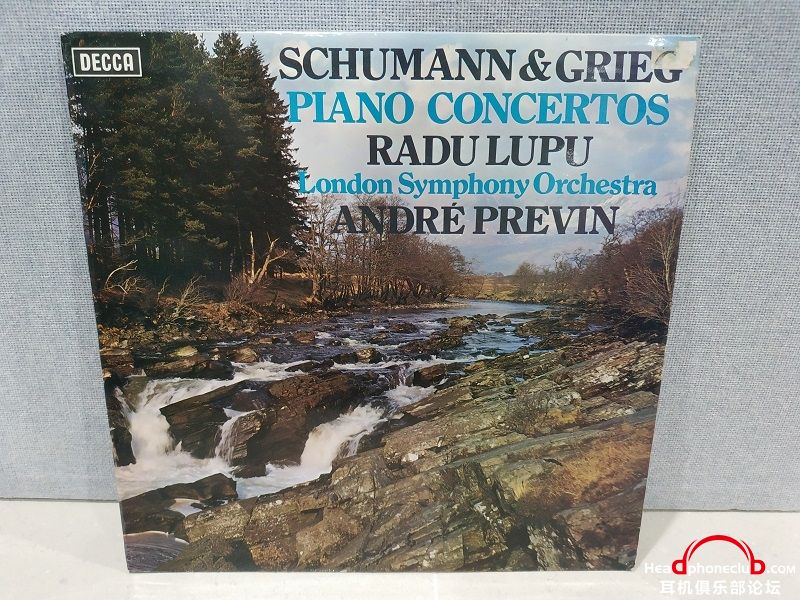 DECCA
SCHUMANN & GRIEG
PIANO CONCERTOS
RADU LUPU
London Symphony Orchestra
ANDRÉ PREVIN
Headphoneclub.com
耳机俱乐部论坛